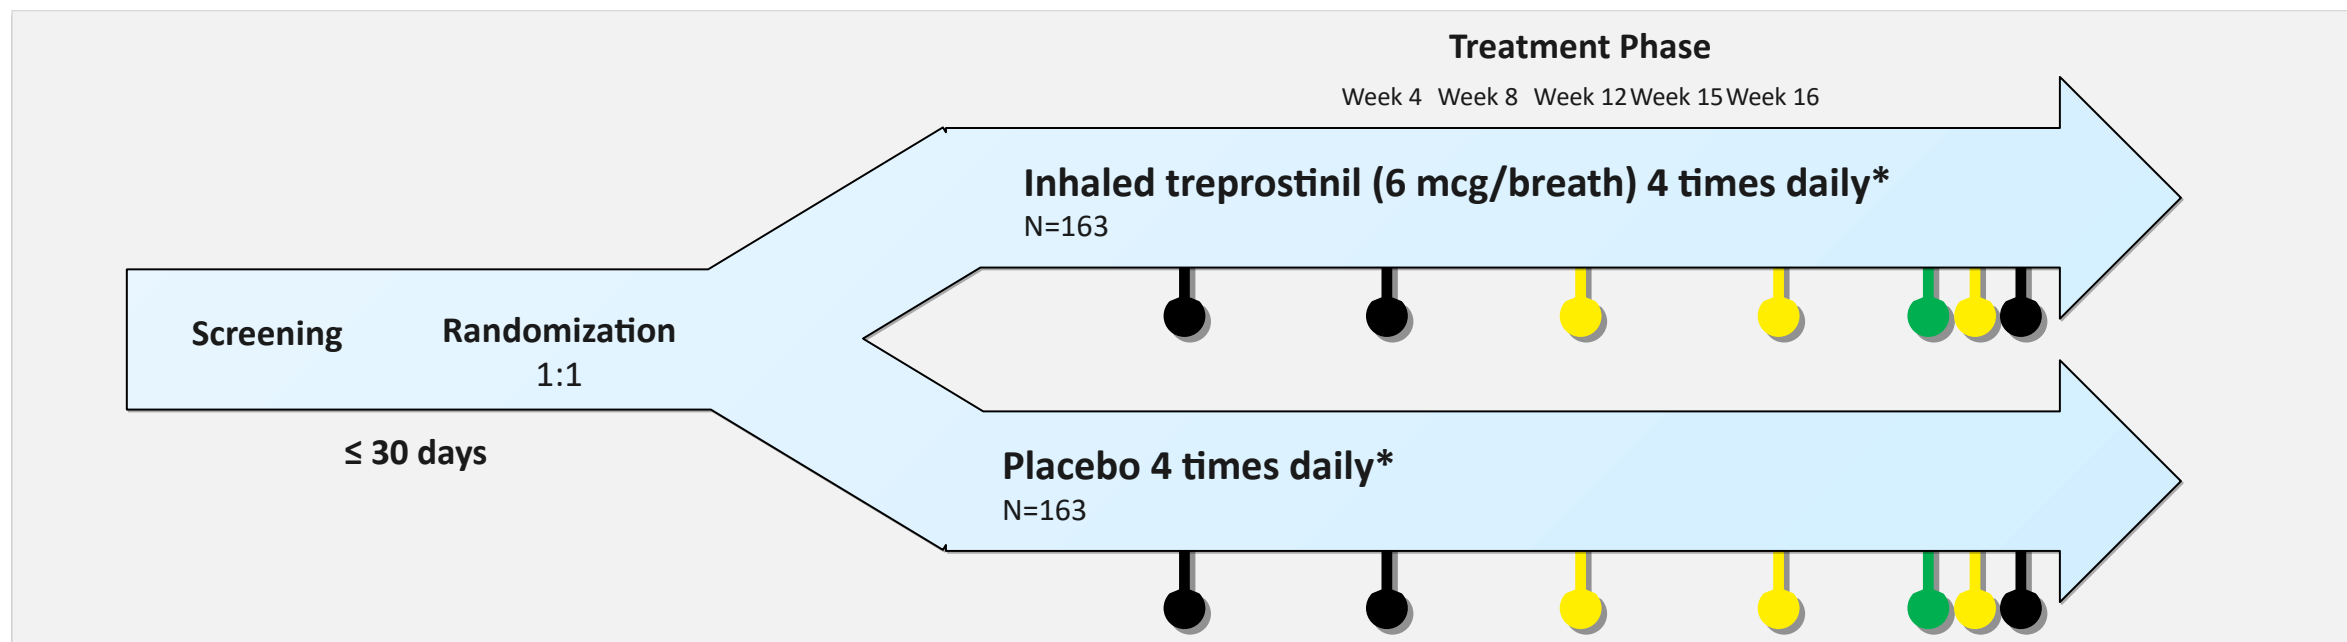 Treatment Phase
Week 4 Week 8 Week 12 Week 15 Week 16
Inhaled treprostinil (6 mcg/breath) 4 times daily*
N=163
Screening
Randomization
1:1
≤ 30 days
Placebo 4 times daily*
N=163